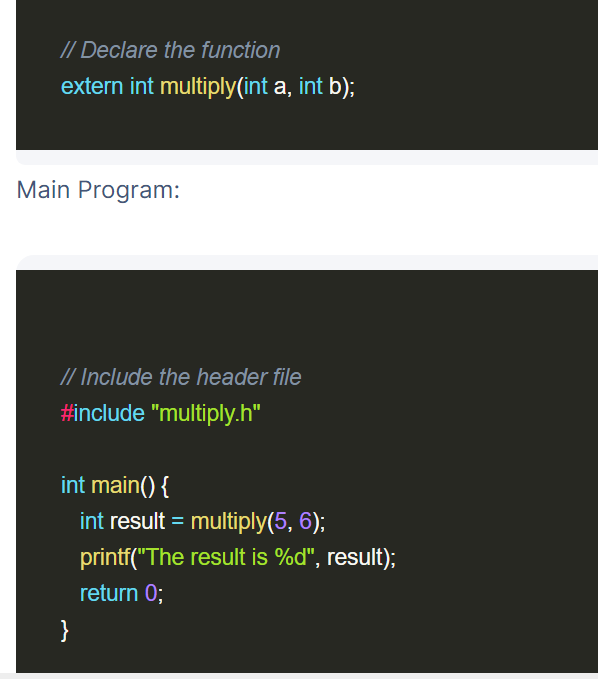 // Declare the function
extern int multiply(int a, int b);
Main Program:
// Include the header file
#include "multiply.h"
int main() {
int result = multiply(5, 6);
printf("The result is %d", result);
return 0;
}